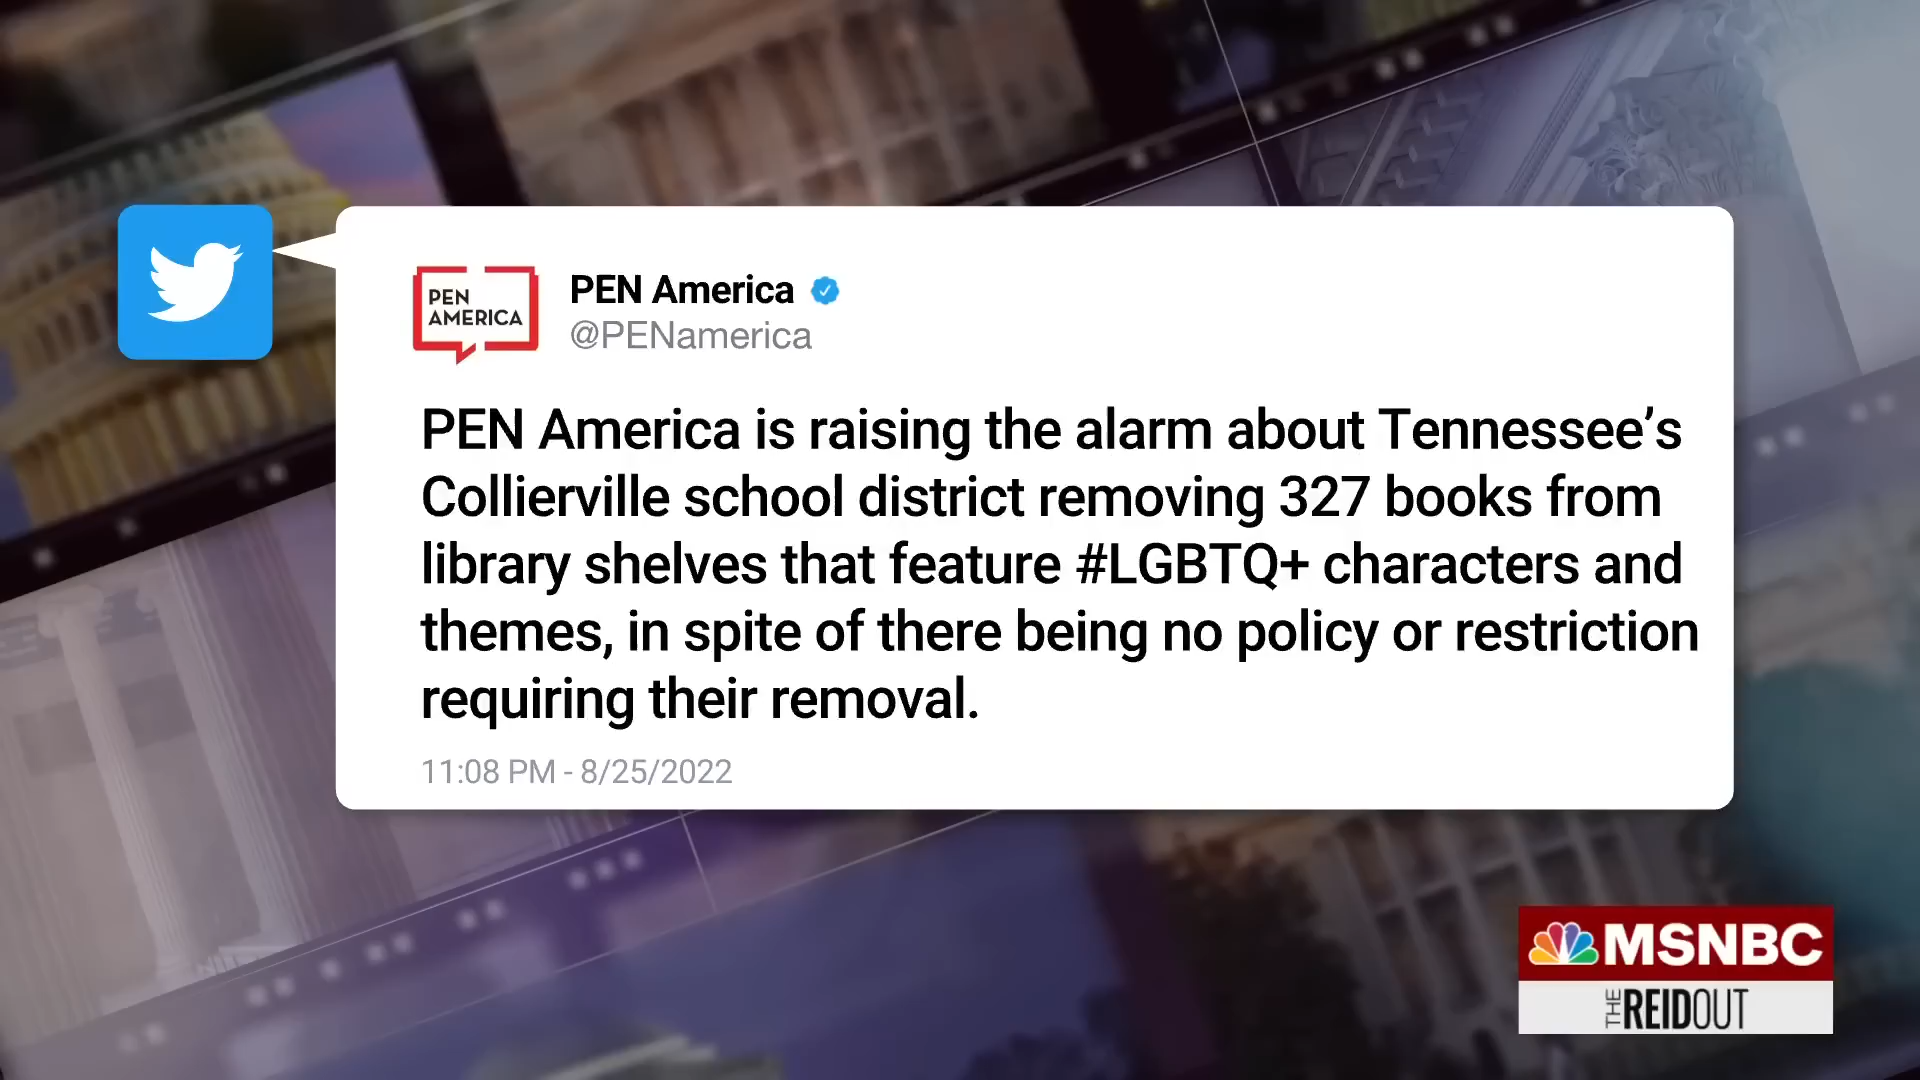 PEN
AMERICA
PEN America
@PENamerica
PEN America is raising the alarm about Tennessee’s
Collierville school district removing 327 books from
library shelves that feature #LGBTQ+ characters and
themes, in spite of there being no policy or restriction
requiring their removal.
11:08 PM - 8/25/2022
MSNBC
THE REIDOUT